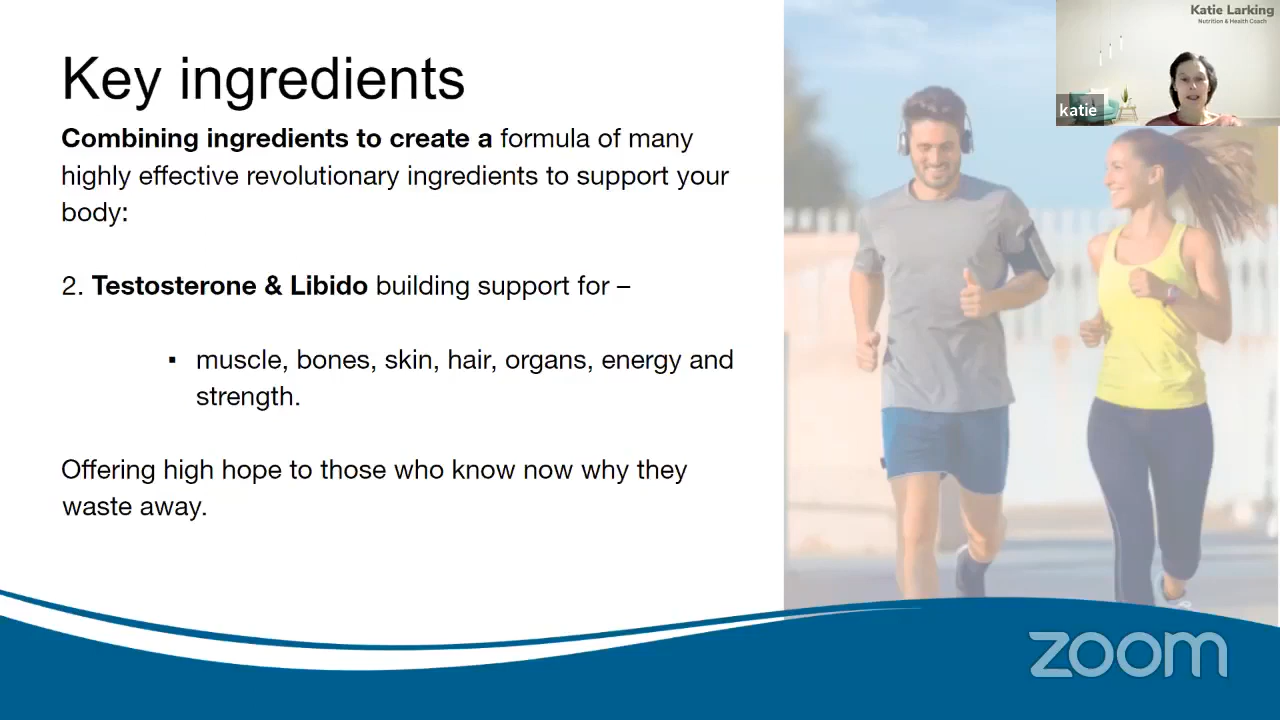 Katie Larking
Nutrition & Health Coach
katie
Key ingredients
Combining ingredients to create a formula of many
highly effective revolutionary ingredients to support your
body:
2. Testosterone & Libido building support for –
▪ muscle, bones, skin, hair, organs, energy and
strength.
Offering high hope to those who know now why they
waste away.
zoom